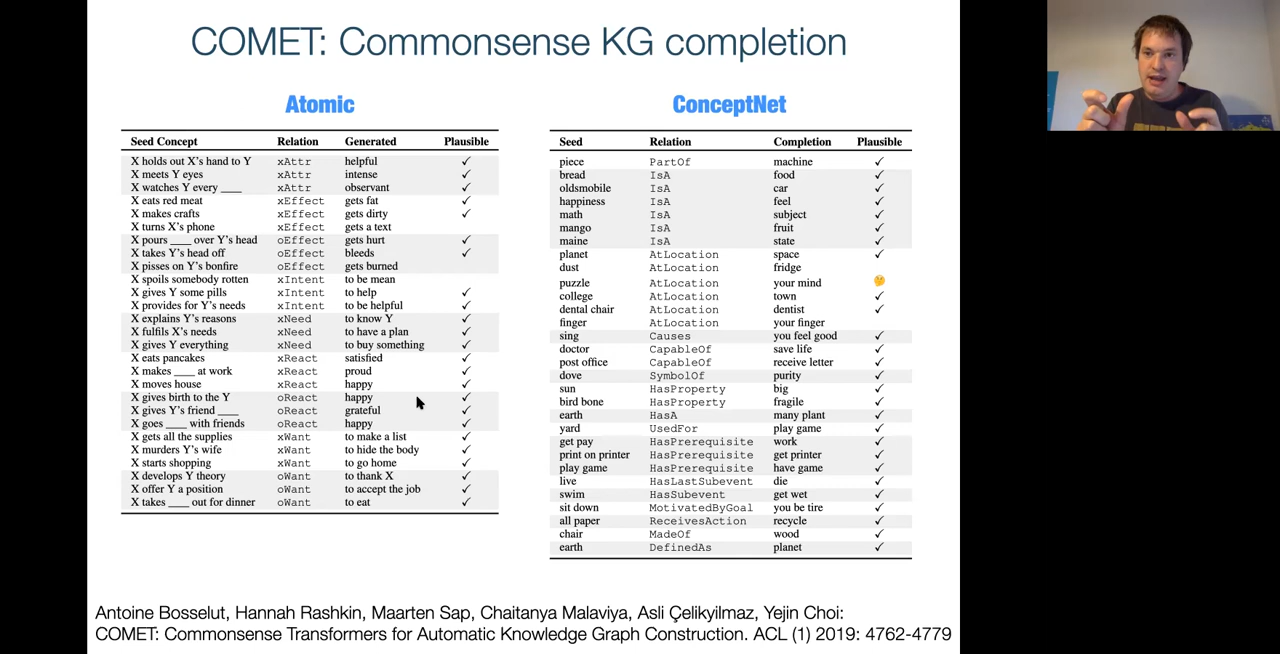 COMET: Commonsense KG completion
Atomic
Seed Concept Relation Generated Plausible
X holds out X's hand to Y xAttr helpful ✓
X meets Y eyes xAttr intense ✓
X watches Y every ____ xAttr observant ✓
X eats red meat xEffect gets fat ✓
X makes crafts xEffect gets dirty ✓
X turns X's phone xEffect gets a text
X pours ____ over Y's head oEffect gets hurt ✓
X takes Y's head off oEffect bleeds ✓
X pisses on Y's bonfire oEffect gets burned
X spoils somebody rotten xIntent to be mean
X gives Y some pills xIntent to help ✓
X provides for Y's needs xIntent to be helpful ✓
X explains Y's reasons xNeed to know Y ✓
X fulfils X's needs xNeed to have a plan ✓
X gives Y everything xNeed to buy something ✓
X eats pancakes xReact satisfied ✓
X makes ____ at work xReact proud ✓
X moves house xReact happy ✓
X gives birth to the Y oReact happy ✓
X gives Y's friend ____ oReact grateful ✓
X goes ____ with friends oReact happy ✓
X gets all the supplies xWant to make a list ✓
X murders Y's wife xWant to hide the body ✓
X starts shopping xWant to go home ✓
X develops Y theory oWant to thank X ✓
X offer Y a position oWant to accept the job ✓
X takes ____ out for dinner oWant to eat ✓
ConceptNet
Seed Relation Completion Plausible
piece PartOf machine ✓
bread IsA food ✓
oldsmobile IsA car ✓
happiness IsA feel ✓
math IsA subject ✓
mango IsA fruit ✓
maine IsA state ✓
planet AtLocation space ✓
dust AtLocation fridge
puzzle AtLocation your mind 🤔
college AtLocation town ✓
dental chair AtLocation dentist ✓
finger AtLocation your finger
sing Causes you feel good ✓
doctor CapableOf save life ✓
post office CapableOf receive letter ✓
dove SymbolOf purity ✓
sun HasProperty big ✓
bird bone HasProperty fragile ✓
earth HasA many plant ✓
yard UsedFor play game ✓
get pay HasPrerequisite work ✓
print on printer HasPrerequisite get printer ✓
play game HasPrerequisite have game ✓
live HasLastSubevent die ✓
swim HasSubevent get wet ✓
sit down MotivatedByGoal you be tire ✓
all paper ReceivesAction recycle ✓
chair MadeOf wood ✓
earth DefinedAs planet ✓
Antoine Bosselut, Hannah Rashkin, Maarten Sap, Chaitanya Malaviya, Asli Çelikyilmaz, Yejin Choi:
COMET: Commonsense Transformers for Automatic Knowledge Graph Construction. ACL (1) 2019: 4762-4779